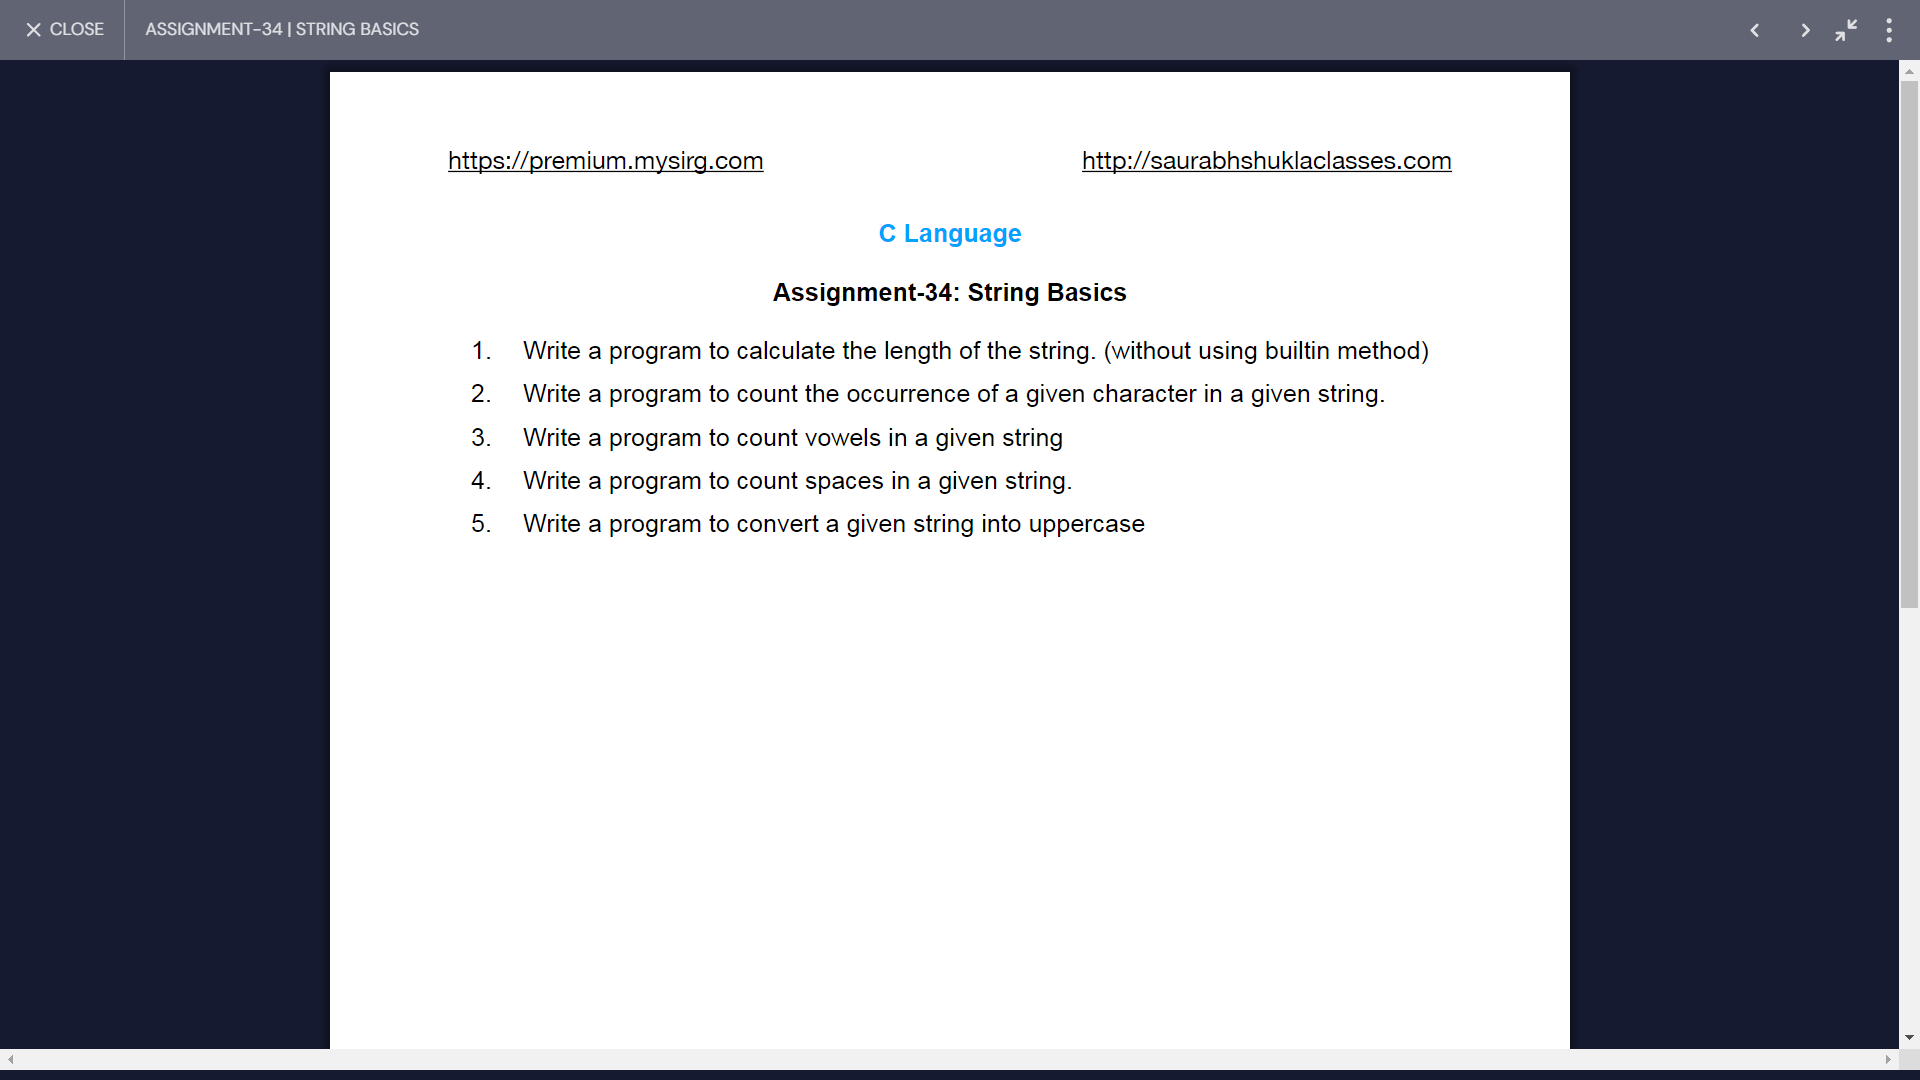 CLOSE
ASSIGNMENT-34 | STRING BASICS
https://premium.mysirg.com
http://saurabhshuklaclasses.com
C Language
Assignment-34: String Basics
1. Write a program to calculate the length of the string. (without using builtin method)
2. Write a program to count the occurrence of a given character in a given string.
3. Write a program to count vowels in a given string
4. Write a program to count spaces in a given string.
5. Write a program to convert a given string into uppercase